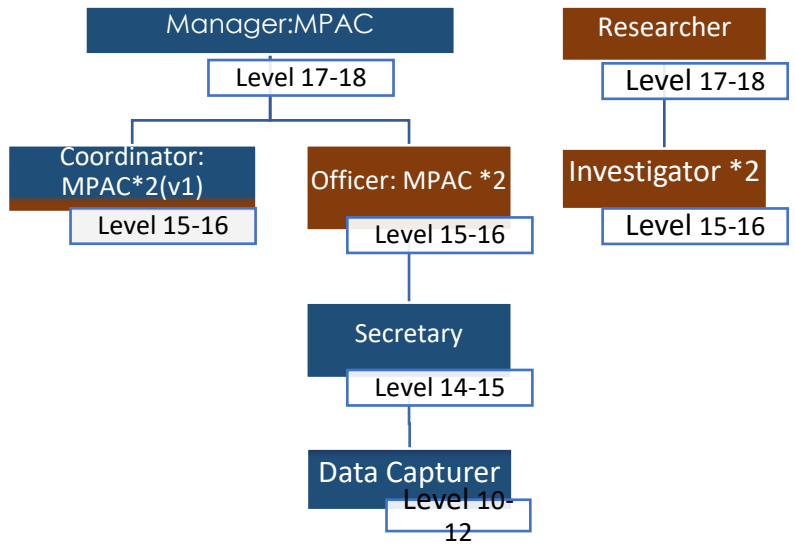 Manager:MPAC
Level 17-18
Researcher
Level 17-18
Coordinator:
MPAC*2(v1)
Level 15-16
Officer: MPAC *2
Level 15-16
Investigator *2
Level 15-16
Secretary
Level 14-15
Data Capturer
Level 10-
12